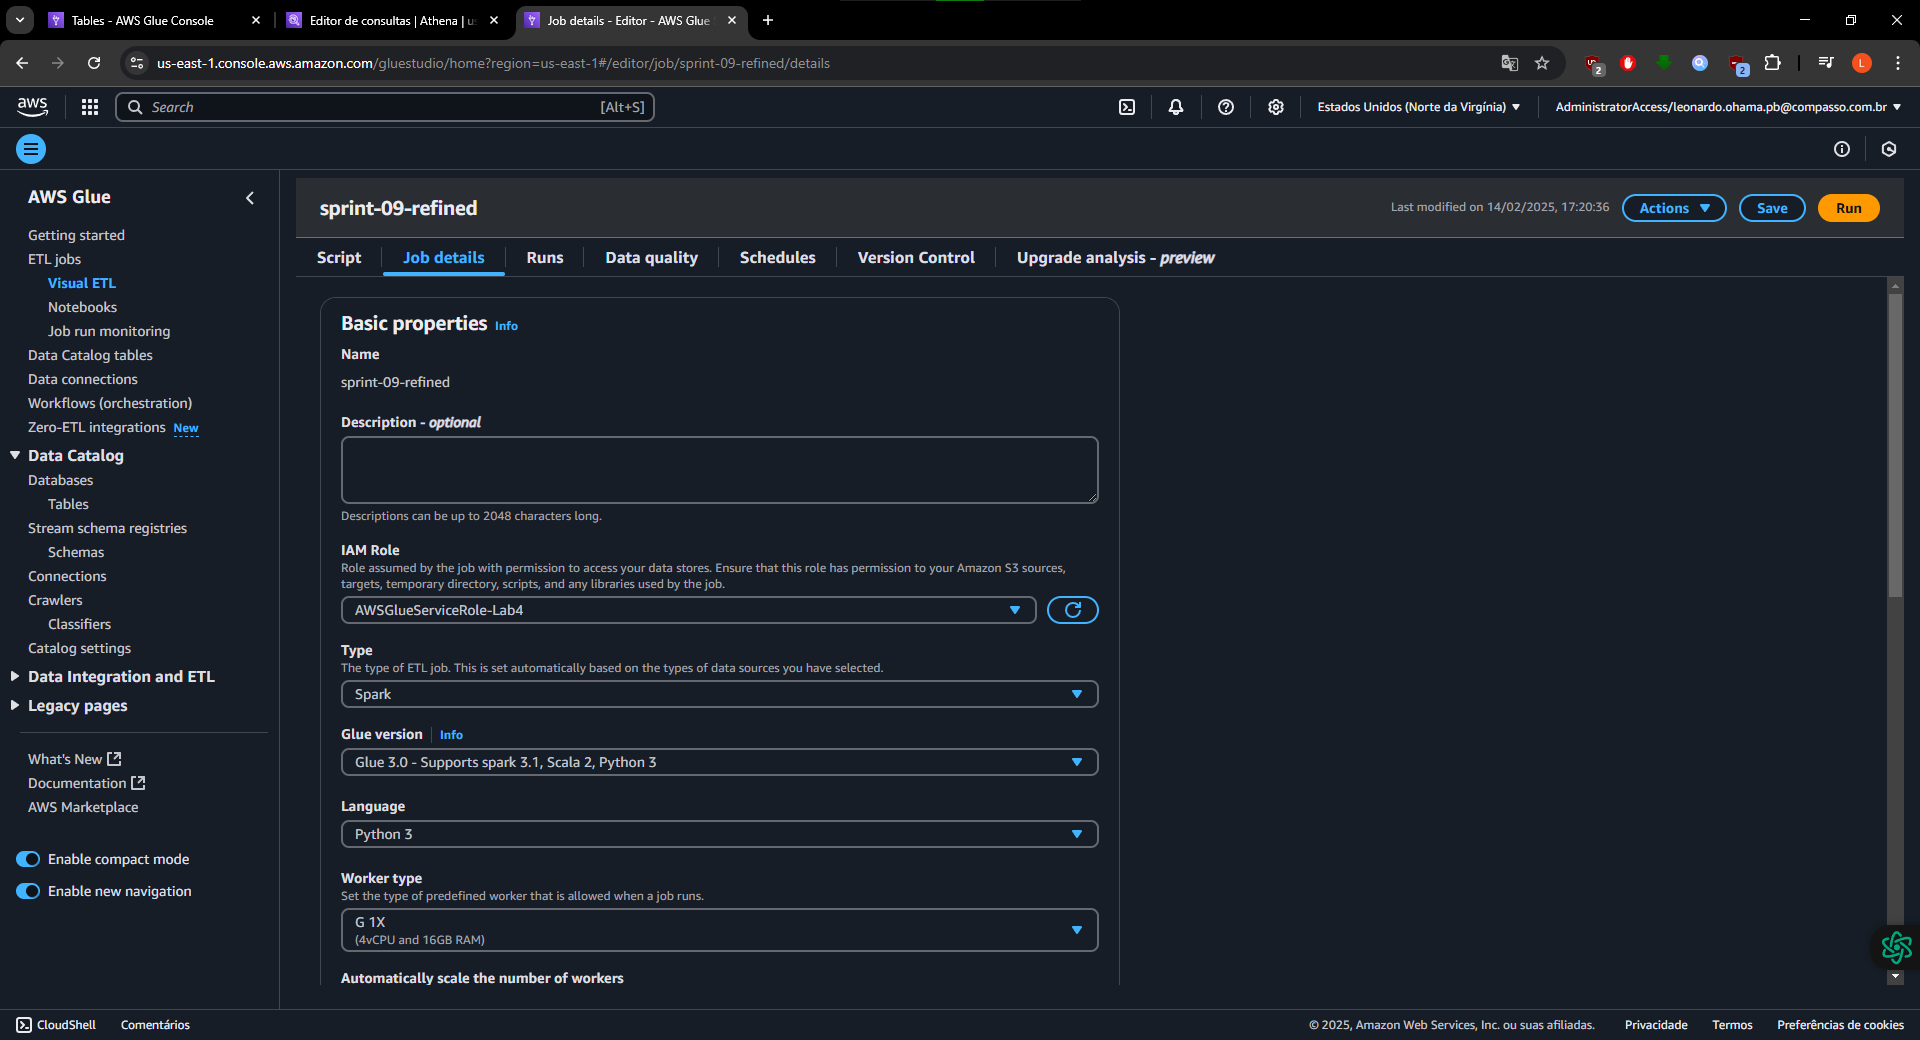 Tables - AWS Glue Console
Editor de consultas | Athena | us
Job details - Editor - AWS Glue
us-east-1.console.aws.amazon.com/gluestudio/home?region=us-east-1#/editor/job/sprint-09-refined/details
2
2
L
aws
Search
[Alt+S]
Estados Unidos (Norte da Virgínia)
AdministratorAccess/leonardo.ohama.pb@compasso.com.br
AWS Glue
Getting started
ETL jobs
Visual ETL
Notebooks
Job run monitoring
Data Catalog tables
Data connections
Workflows (orchestration)
Zero-ETL integrations New
Data Catalog
Databases
Tables
Stream schema registries
Schemas
Connections
Crawlers
Classifiers
Catalog settings
Data Integration and ETL
Legacy pages
What's New
Documentation
AWS Marketplace
Enable compact mode
Enable new navigation
sprint-09-refined
Last modified on 14/02/2025, 17:20:36
Actions
Save
Run
Script
Job details
Runs
Data quality
Schedules
Version Control
Upgrade analysis - preview
Basic properties Info
Name
sprint-09-refined
Description - optional
Descriptions can be up to 2048 characters long.
IAM Role
Role assumed by the job with permission to access your data stores. Ensure that this role has permission to your Amazon S3 sources,
targets, temporary directory, scripts, and any libraries used by the job.
AWSGlueServiceRole-Lab4
Type
The type of ETL job. This is set automatically based on the types of data sources you have selected.
Spark
Glue version Info
Glue 3.0 - Supports spark 3.1, Scala 2, Python 3
Language
Python 3
Worker type
Set the type of predefined worker that is allowed when a job runs.
G 1X
(4vCPU and 16GB RAM)
Automatically scale the number of workers
CloudShell
Comentários
© 2025, Amazon Web Services, Inc. ou suas afiliadas.
Privacidade
Termos
Preferências de cookies